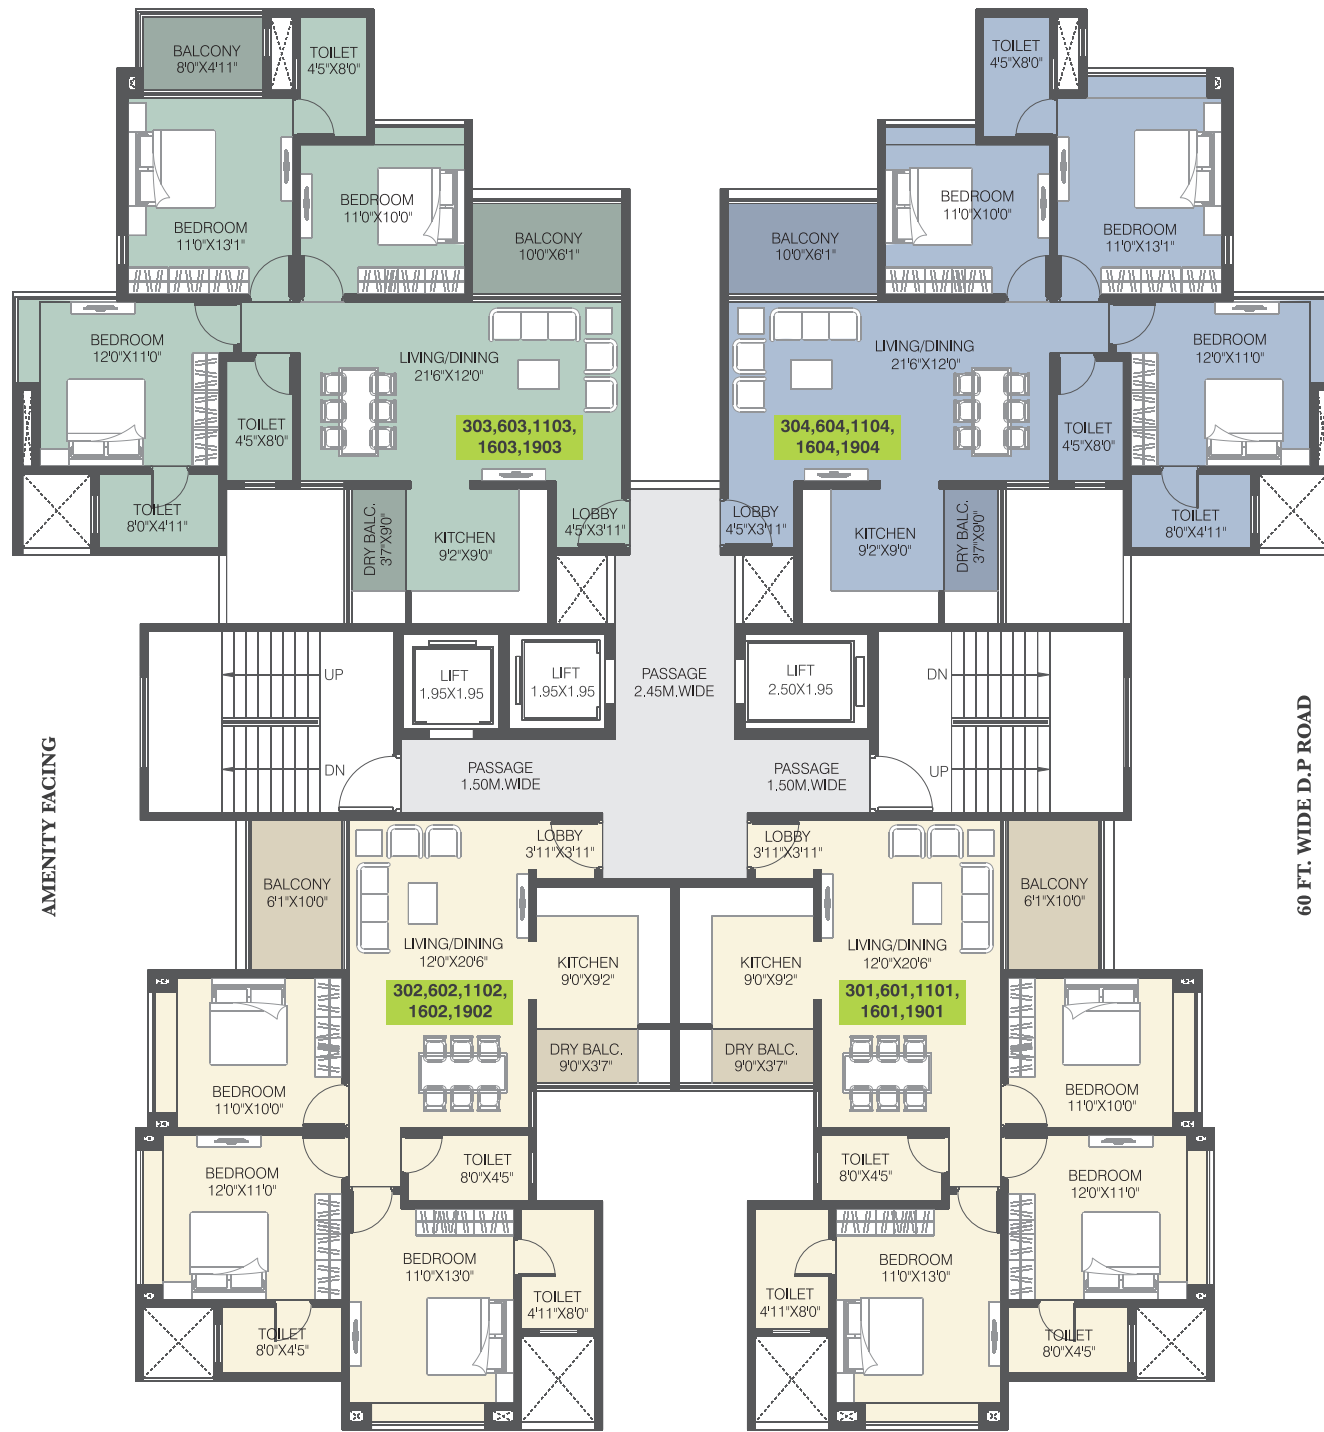 BALCONY
8'0"X4'11"
TOILET
4'5"X8'0"
BEDROOM
11'0"X13'1"
BEDROOM
11'0"X10'0"
BALCONY
10'0"X6'1"
BEDROOM
12'0"X11'0"
LIVING/DINING
21'6"X12'0"
TOILET
4'5"X8'0"
303,603,1103,
1603,1903
TOILET
8'0"X4'11"
DRY BALC.
3'7"X9'0"
KITCHEN
9'2"X9'0"
LOBBY
4'5"X3'11"
TOILET
4'5"X8'0"
BEDROOM
11'0"X10'0"
BEDROOM
11'0"X13'1"
BALCONY
10'0"X6'1"
LIVING/DINING
21'6"X12'0"
BEDROOM
12'0"X11'0"
304,604,1104,
1604,1904
TOILET
4'5"X8'0"
LOBBY
4'5"X3'11"
KITCHEN
9'2"X9'0"
DRY BALC.
3'7"X9'0"
TOILET
8'0"X4'11"
UP
DN
LIFT
1.95X1.95
LIFT
1.95X1.95
PASSAGE
2.45M.WIDE
LIFT
2.50X1.95
DN
UP
PASSAGE
1.50M.WIDE
PASSAGE
1.50M.WIDE
AMENITY FACING
60 FT. WIDE D.P ROAD
BALCONY
6'1"X10'0"
LOBBY
3'11"X3'11"
LIVING/DINING
12'0"X20'6"
KITCHEN
9'0"X9'2"
302,602,1102,
1602,1902
DRY BALC.
9'0"X3'7"
BEDROOM
11'0"X10'0"
BEDROOM
12'0"X11'0"
TOILET
8'0"X4'5"
BEDROOM
11'0"X13'0"
TOILET
4'11"X8'0"
TOILET
8'0"X4'5"
LOBBY
3'11"X3'11"
BALCONY
6'1"X10'0"
KITCHEN
9'0"X9'2"
LIVING/DINING
12'0"X20'6"
301,601,1101,
1601,1901
DRY BALC.
9'0"X3'7"
BEDROOM
11'0"X10'0"
TOILET
8'0"X4'5"
BEDROOM
12'0"X11'0"
BEDROOM
11'0"X13'0"
TOILET
4'11"X8'0"
TOILET
8'0"X4'5"